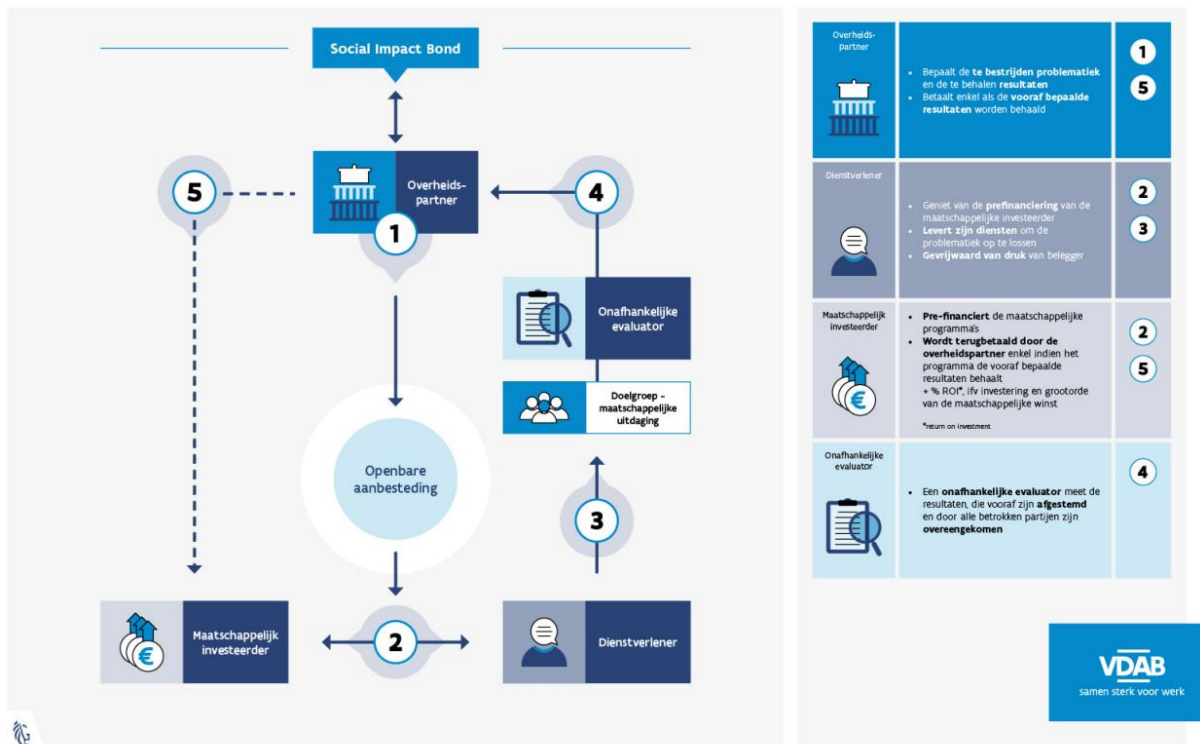 Social Impact Bond
5
Overheids-
partner
1
4
Onafhankelijke
evaluator
Doelgroep -
maatschappelijke
uitdaging
Openbare
aanbesteding
3
Maatschappelijk
investeerder
€
2
Dienstverlener
Overheids-
partner
• Bepaalt de te bestrijden problematiek
en de te behalen resultaten
• Betaalt enkel als de vooraf bepaalde
resultaten worden behaald
1
5
Dienstverlener
• Geniet van de prefinanciering van de
maatschappelijke investeerder
• Levert zijn diensten om de
problematiek op te lossen
• Gevrijwaard van druk van belegger
2
3
Maatschappelijk
investeerder
€
• Pre-financiert de maatschappelijke
programma's
• Wordt terugbetaald door de
overheidspartner enkel indien het
programma de vooraf bepaalde
resultaten behaalt
+ % ROI*, ifv investering en grootorde
van de maatschappelijke winst
*return on investment
2
5
Onafhankelijke
evaluator
• Een onafhankelijke evaluator meet de
resultaten, die vooraf zijn afgestemd
en door alle betrokken partijen zijn
overeengekomen
4
VDAB
samen sterk voor werk